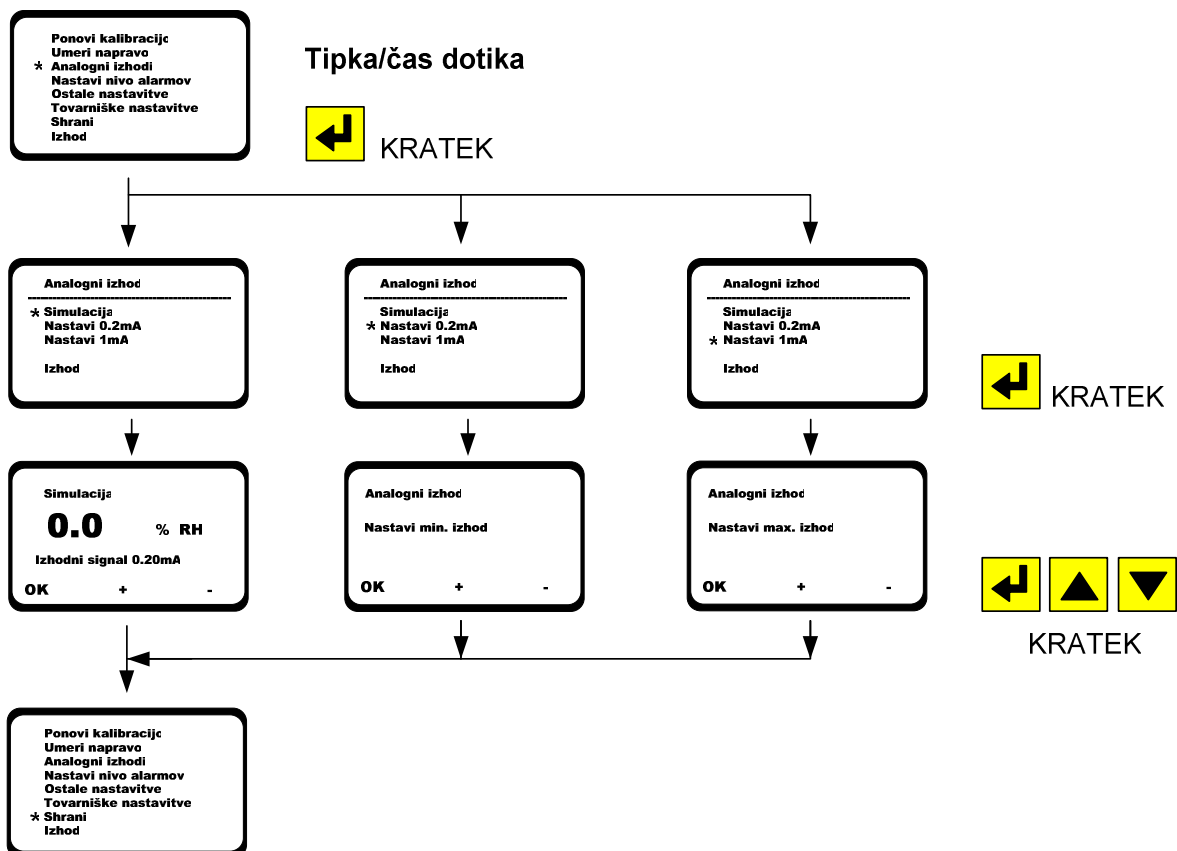 Ponovi kalibracijo
Umeri napravo
* Analogni izhodi
Nastavi nivo alarmov
Ostale nastavitve
Tovarniške nastavitve
Shrani
Izhod
Tipka/čas dotika
KRATEK
Analogni izhod
* Simulacija
Nastavi 0.2mA
Nastavi 1mA
Izhod
Analogni izhod
Simulacija
* Nastavi 0.2mA
Nastavi 1mA
Izhod
Analogni izhod
Simulacija
Nastavi 0.2mA
* Nastavi 1mA
Izhod
KRATEK
Simulacija
0.0 % RH
Izhodni signal 0.20mA
OK + -
Analogni izhod
Nastavi min. izhod
OK + -
Analogni izhod
Nastavi max. izhod
OK + -
KRATEK
Ponovi kalibracijo
Umeri napravo
Analogni izhodi
Nastavi nivo alarmov
Ostale nastavitve
Tovarniške nastavitve
* Shrani
Izhod